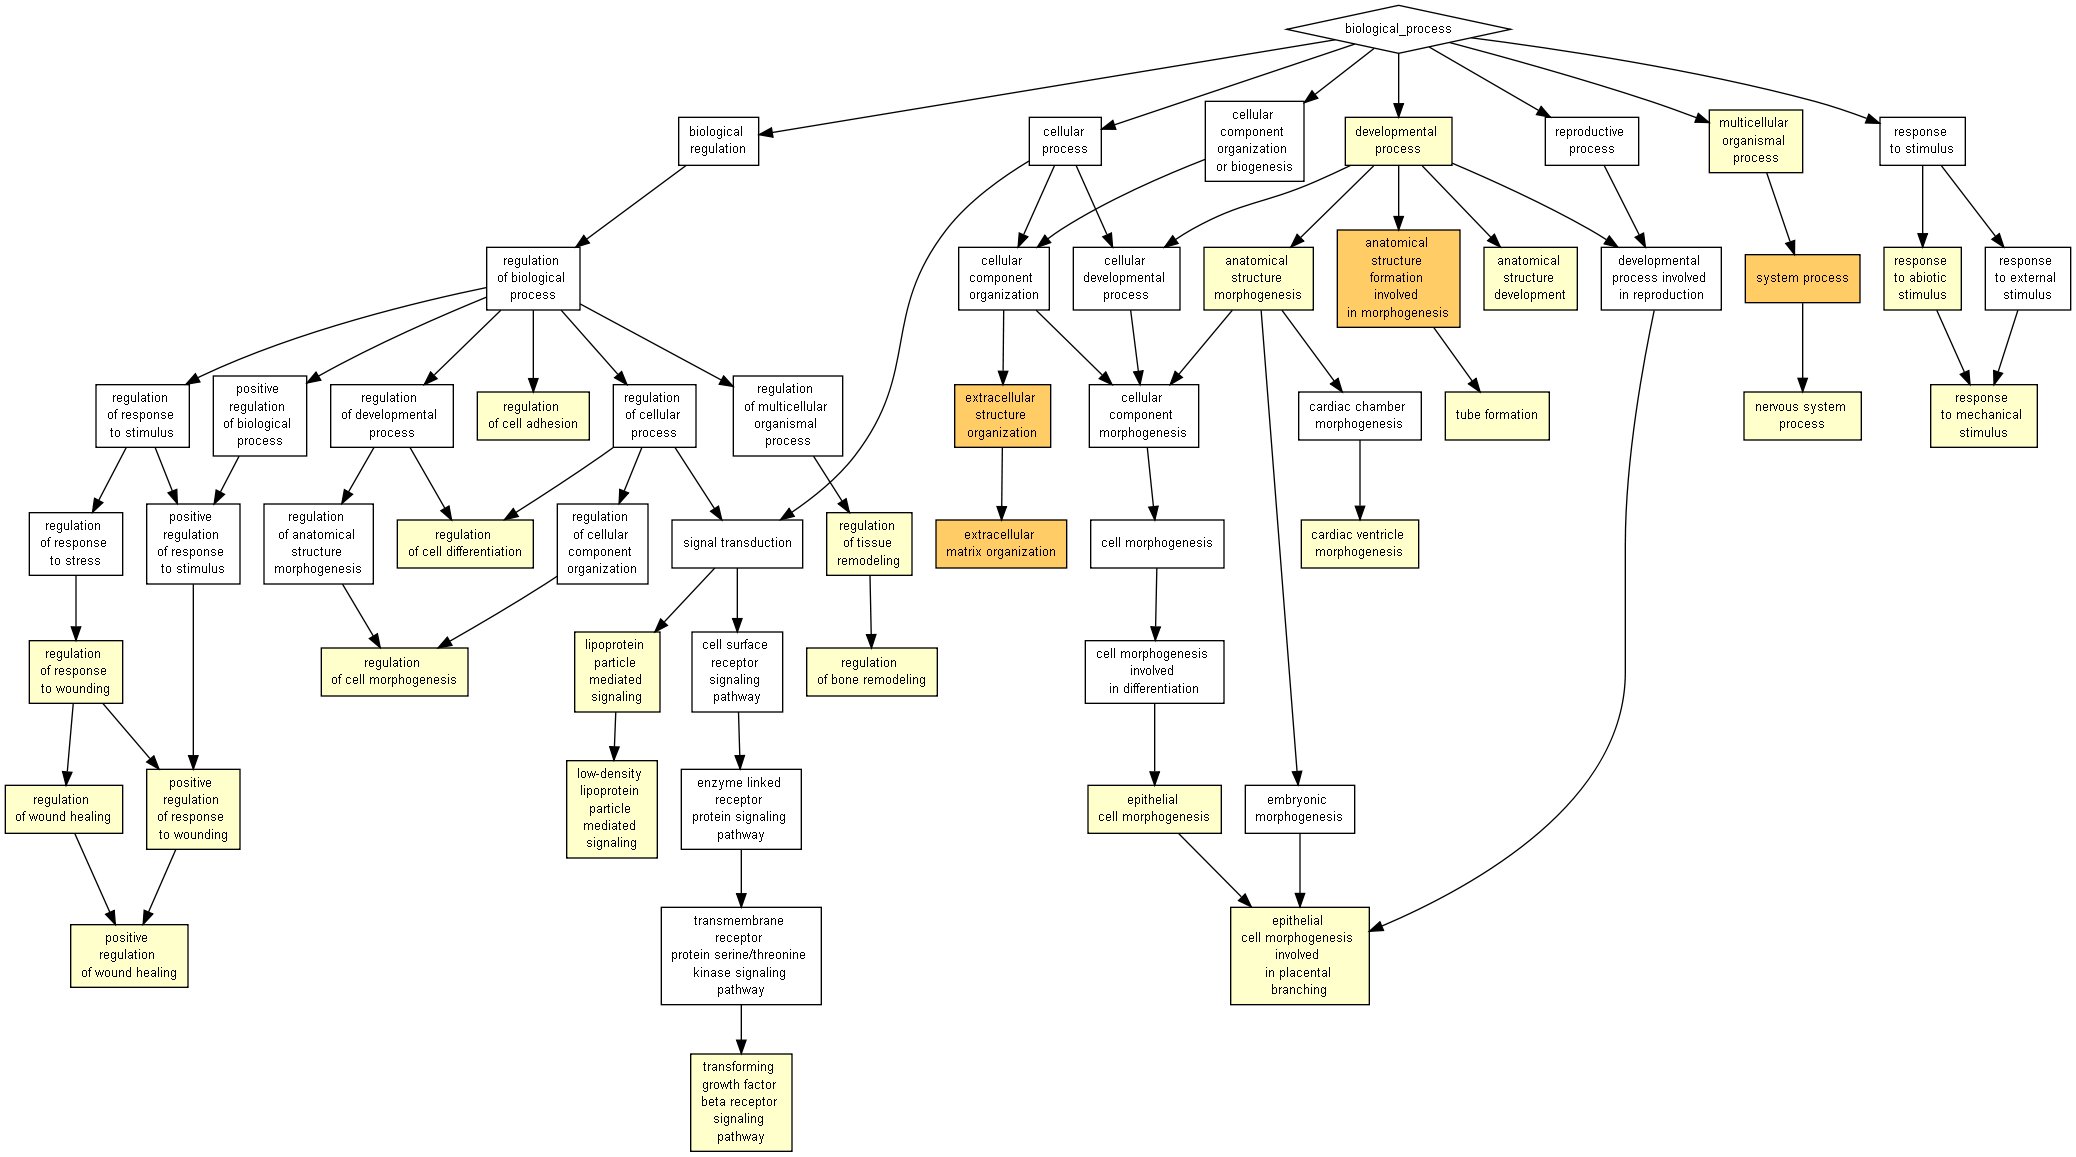 biological_process
biological
regulation
cellular
process
cellular
component
organization
or biogenesis
developmental
process
reproductive
process
multicellular
organismal
process
response
to stimulus
regulation
of biological
process
cellular
component
organization
cellular
developmental
process
anatomical
structure
morphogenesis
anatomical
structure
formation
involved
in morphogenesis
anatomical
structure
development
developmental
process involved
in reproduction
system process
response
to abiotic
stimulus
response
to external
stimulus
regulation
of response
to stimulus
positive
regulation
of biological
process
regulation
of developmental
process
regulation
of cell adhesion
regulation
of cellular
process
regulation
of multicellular
organismal
process
extracellular
structure
organization
cellular
component
morphogenesis
cardiac chamber
morphogenesis
tube formation
nervous system
process
response
to mechanical
stimulus
regulation
of response
to stress
positive
regulation
of response
to stimulus
regulation
of anatomical
structure
morphogenesis
regulation
of cell differentiation
regulation
of cellular
component
organization
signal transduction
regulation
of tissue
remodeling
extracellular
matrix organization
cell morphogenesis
cardiac ventricle
morphogenesis
regulation
of response
to wounding
regulation
of cell morphogenesis
lipoprotein
particle
mediated
signaling
cell surface
receptor
signaling
pathway
regulation
of bone remodeling
cell morphogenesis
involved
in differentiation
regulation
of wound healing
positive
regulation
of response
to wounding
low-density
lipoprotein
particle
mediated
signaling
enzyme linked
receptor
protein signaling
pathway
epithelial
cell morphogenesis
embryonic
morphogenesis
positive
regulation
of wound healing
transmembrane
receptor
protein serine/threonine
kinase signaling
pathway
epithelial
cell morphogenesis
involved
in placental
branching
transforming
growth factor
beta receptor
signaling
pathway